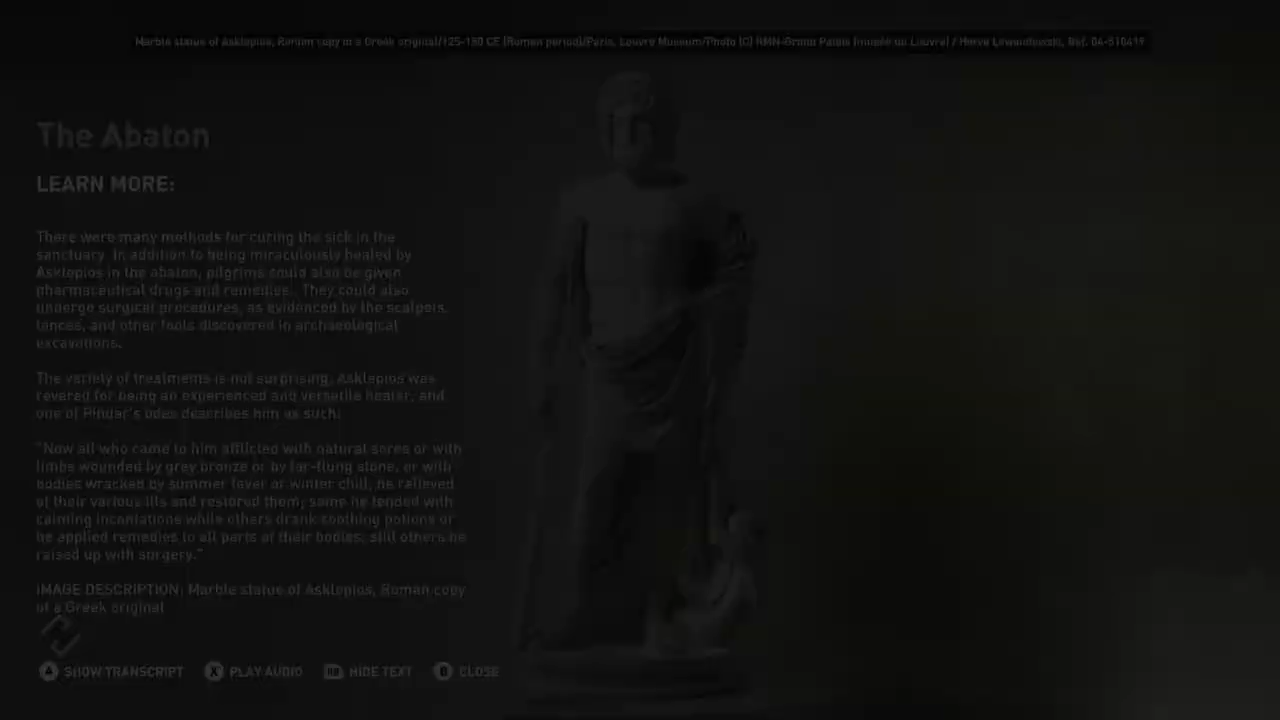 Marble statue of Asklepios, Roman copy of a Greek original/125-150 CE (Roman period)/Paris, Louvre Museum/Photo (C) RMN-Grand Palais (musée du Louvre) / Hervé Lewandowski, Ref. 04-510419
The Abaton
LEARN MORE:
There were many methods for curing the sick in the
sanctuary. In addition to being miraculously healed by
Asklepios in the abaton, pilgrims could also be given
pharmaceutical drugs and remedies. They could also
undergo surgical procedures, as evidenced by the scalpels,
lances, and other tools discovered in archaeological
excavations.
The variety of treatments is not surprising; Asklepios was
revered for being an experienced and versatile healer, and
one of Pindar's odes describes him as such:
"Now all who came to him afflicted with natural sores or with
limbs wounded by grey bronze or by far-flung stone, or with
bodies wracked by summer fever or winter chill, he relieved
of their various ills and restored them; some he tended with
calming incantations while others drank soothing potions or
he applied remedies to all parts of their bodies; still others he
raised up with surgery."
IMAGE DESCRIPTION: Marble statue of Asklepios, Roman copy
of a Greek original
A SHOW TRANSCRIPT X PLAY AUDIO RB HIDE TEXT B CLOSE